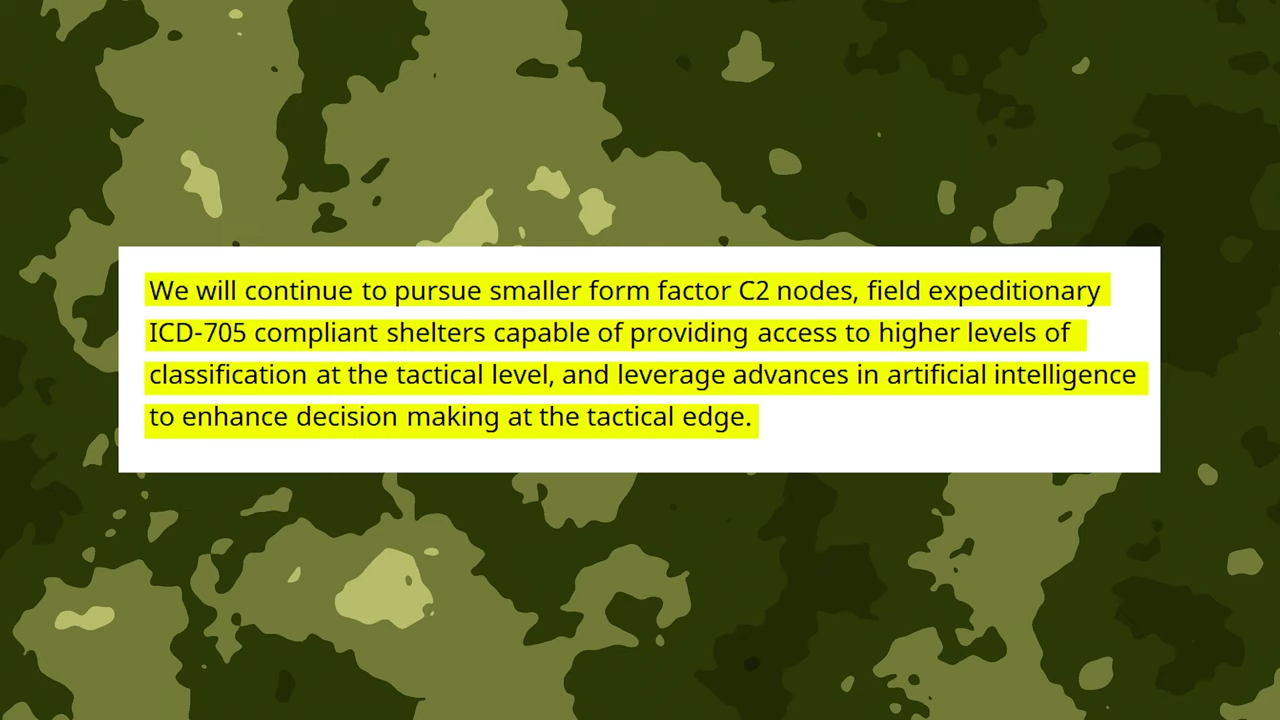 We will continue to pursue smaller form factor C2 nodes, field expeditionary
ICD-705 compliant shelters capable of providing access to higher levels of
classification at the tactical level, and leverage advances in artificial intelligence
to enhance decision making at the tactical edge.